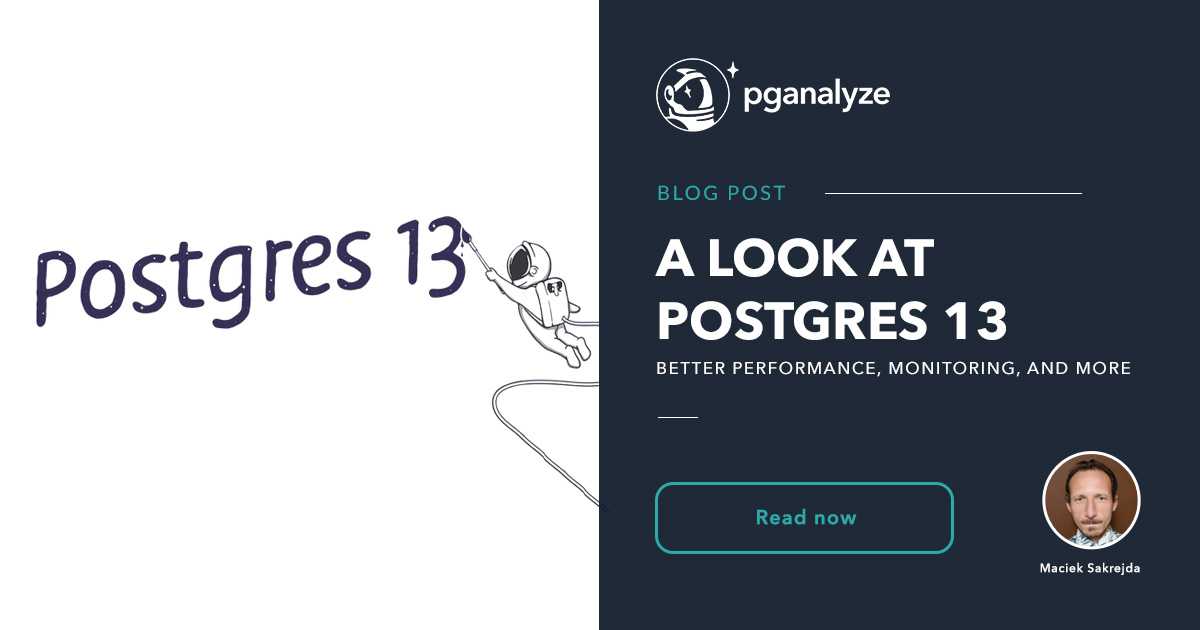 Postgres 13
pganalyze
BLOG POST
A LOOK AT
POSTGRES 13
BETTER PERFORMANCE, MONITORING, AND MORE
Read now
Maciek Sakrejda